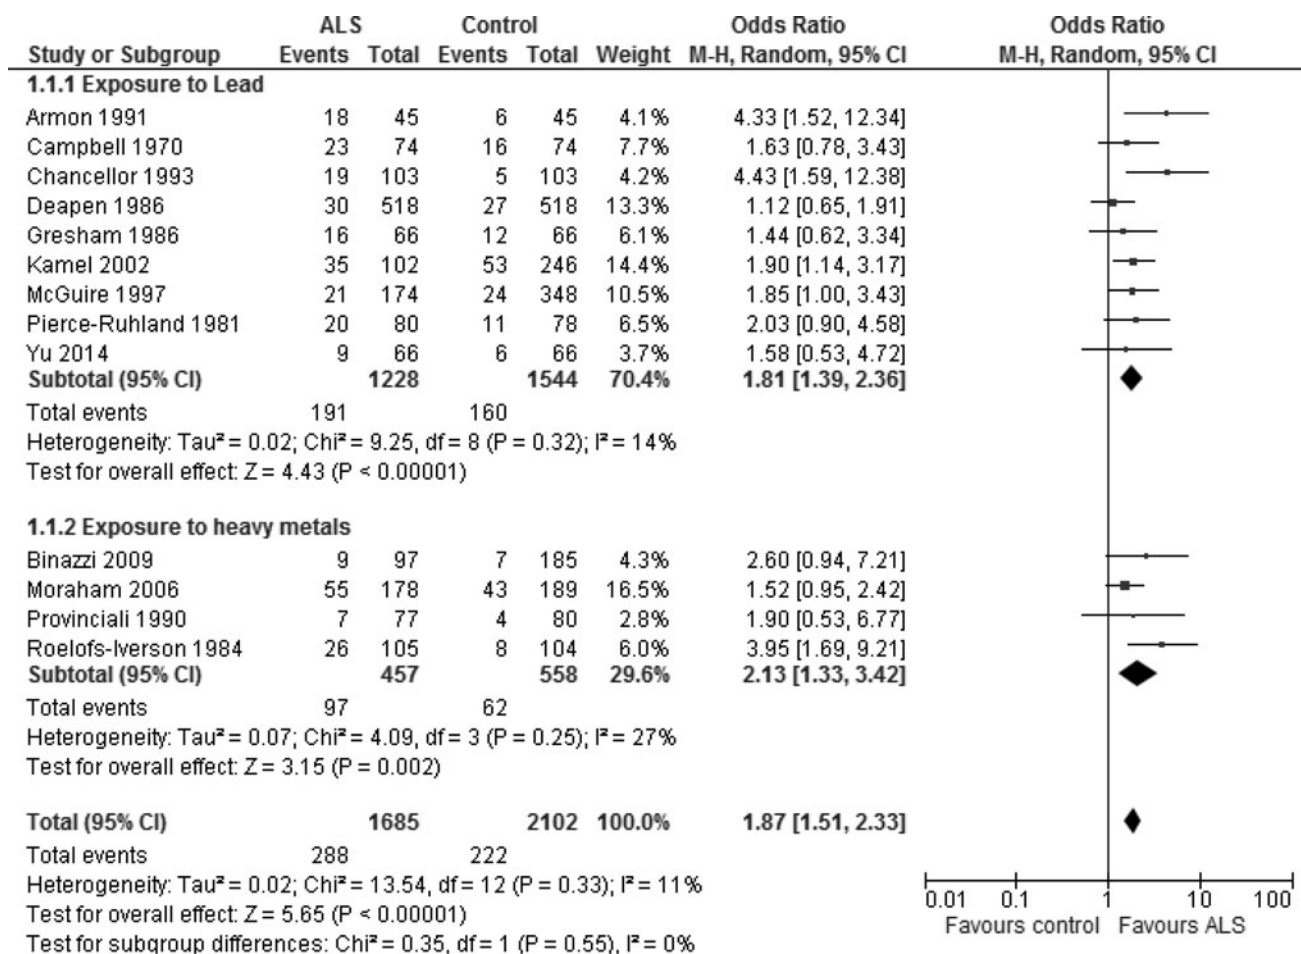 ALS Control Odds Ratio Odds Ratio
Study or Subgroup Events Total Events Total Weight M-H, Random, 95% CI M-H, Random, 95% CI
1.1.1 Exposure to Lead
Armon 1991 18 45 6 45 4.1% 4.33 [1.52, 12.34]
Campbell 1970 23 74 16 74 7.7% 1.63 [0.78, 3.43]
Chancellor 1993 19 103 5 103 4.2% 4.43 [1.59, 12.38]
Deapen 1986 30 518 27 518 13.3% 1.12 [0.65, 1.91]
Gresham 1986 16 66 12 66 6.1% 1.44 [0.62, 3.34]
Kamel 2002 35 102 53 246 14.4% 1.90 [1.14, 3.17]
McGuire 1997 21 174 24 348 10.5% 1.85 [1.00, 3.43]
Pierce-Ruhland 1981 20 80 11 78 6.5% 2.03 [0.90, 4.58]
Yu 2014 9 66 6 66 3.7% 1.58 [0.53, 4.72]
Subtotal (95% CI) 1228 1544 70.4% 1.81 [1.39, 2.36]
Total events 191 160
Heterogeneity: Tau² = 0.02; Chi² = 9.25, df = 8 (P = 0.32); I² = 14%
Test for overall effect: Z = 4.43 (P < 0.00001)
1.1.2 Exposure to heavy metals
Binazzi 2009 9 97 7 185 4.3% 2.60 [0.94, 7.21]
Moraham 2006 55 178 43 189 16.5% 1.52 [0.95, 2.42]
Provinciali 1990 7 77 4 80 2.8% 1.90 [0.53, 6.77]
Roelofs-Iverson 1984 26 105 8 104 6.0% 3.95 [1.69, 9.21]
Subtotal (95% CI) 457 558 29.6% 2.13 [1.33, 3.42]
Total events 97 62
Heterogeneity: Tau² = 0.07; Chi² = 4.09, df = 3 (P = 0.25); I² = 27%
Test for overall effect: Z = 3.15 (P = 0.002)
Total (95% CI) 1685 2102 100.0% 1.87 [1.51, 2.33]
Total events 288 222
Heterogeneity: Tau² = 0.02; Chi² = 13.54, df = 12 (P = 0.33); I² = 11%
Test for overall effect: Z = 5.65 (P < 0.00001)
Test for subgroup differences: Chi² = 0.35, df = 1 (P = 0.55), I² = 0%
0.01 0.1 1 10 100
Favours control Favours ALS